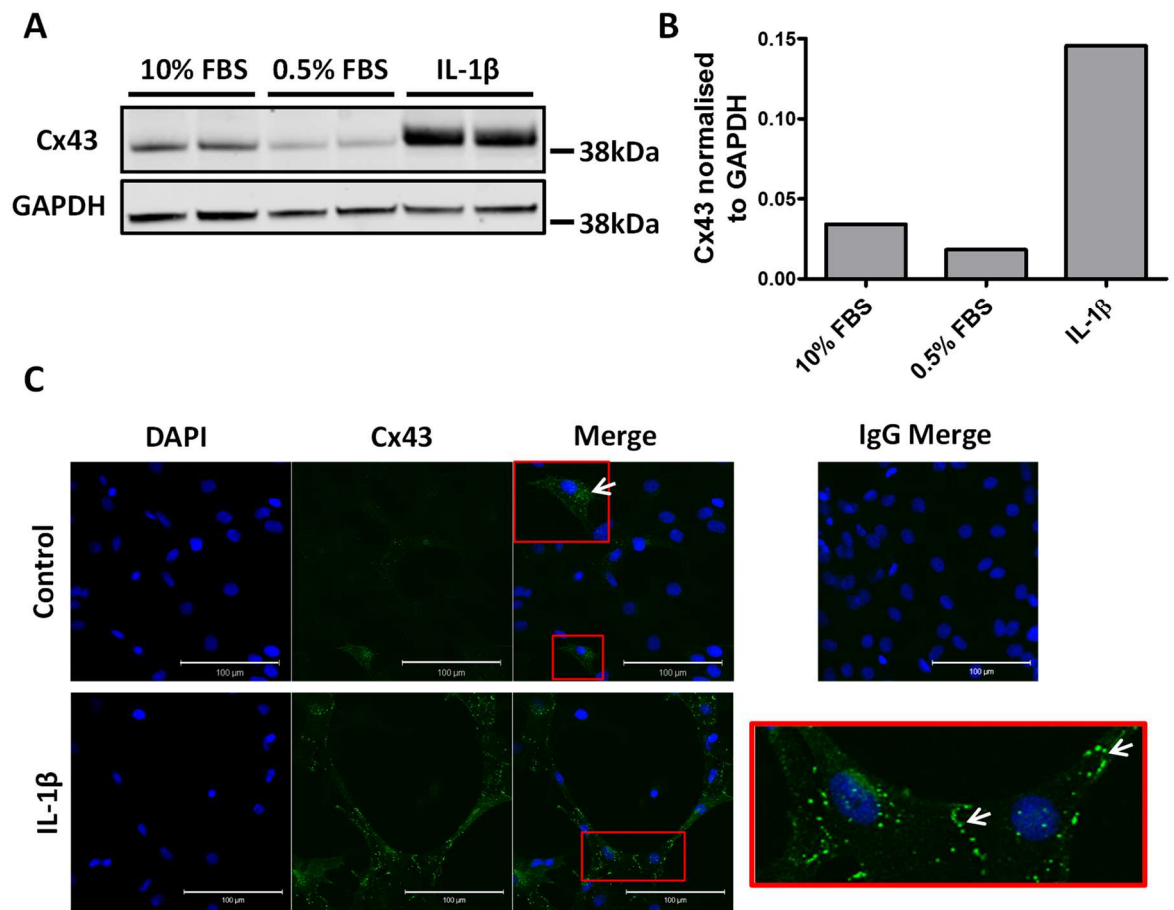 A
10% FBS 0.5% FBS IL-1β
Cx43
38kDa
GAPDH
38kDa
B
Cx43 normalised
to GAPDH
0.15
0.10
0.05
0.00
10% FBS
0.5% FBS
IL-1β
C
DAPI Cx43 Merge IgG Merge
Control
100 μm 100 μm 100 μm 100 μm
IL-1β
100 μm 100 μm 100 μm